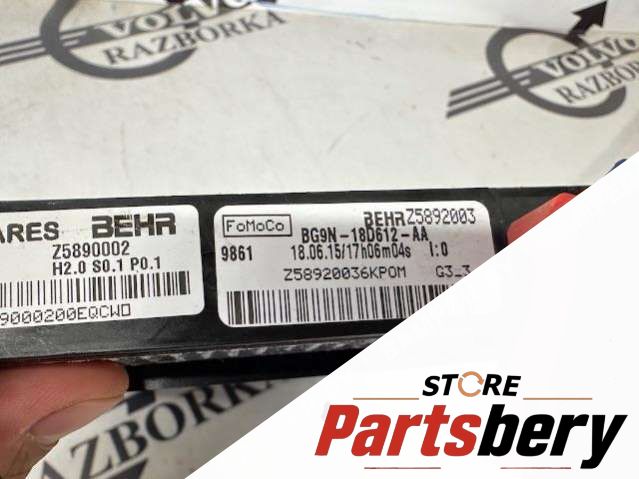 VOLVO
RAZBORKA
VOLVO
RAZBORKA
ARES BEHR
Z5890002
H2.0 S0.1 P0.1
9000200EQCWD
FoMoCo
BEHR Z5892003
BG9N-18D612-AA
9861 18.06.15/17h06m04s I:0
Z58920036KPOM G3_3
RAZBORKA
STORE
Partsbery